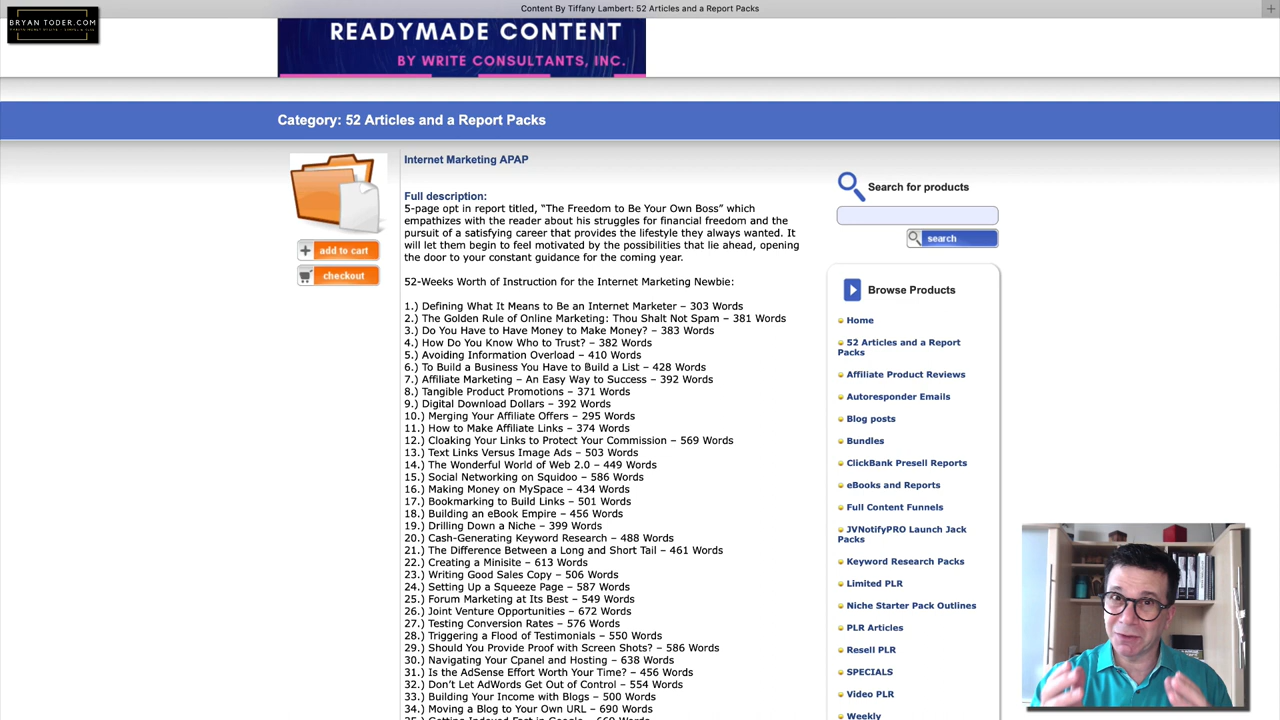 Content By Tiffany Lambert: 52 Articles and a Report Packs
BRYAN TODER.COM
READYMADE CONTENT
BY WRITE CONSULTANTS, INC.
Category: 52 Articles and a Report Packs
Internet Marketing APAP
Full description:
5-page opt in report titled, “The Freedom to Be Your Own Boss” which
empathizes with the reader about his struggles for financial freedom and the
pursuit of a satisfying career that provides the lifestyle they always wanted. It
will let them begin to feel motivated by the possibilities that lie ahead, opening
the door to your constant guidance for the coming year.
52-Weeks Worth of Instruction for the Internet Marketing Newbie:
1.) Defining What It Means to Be an Internet Marketer – 303 Words
2.) The Golden Rule of Online Marketing: Thou Shalt Not Spam – 381 Words
3.) Do You Have to Have Money to Make Money? – 383 Words
4.) How Do You Know Who to Trust? – 382 Words
5.) Avoiding Information Overload – 410 Words
6.) To Build a Business You Have to Build a List – 428 Words
7.) Affiliate Marketing – An Easy Way to Success – 392 Words
8.) Tangible Product Promotions – 371 Words
9.) Digital Download Dollars – 392 Words
10.) Merging Your Affiliate Offers – 295 Words
11.) How to Make Affiliate Links – 374 Words
12.) Cloaking Your Links to Protect Your Commission – 569 Words
13.) Text Links Versus Image Ads – 503 Words
14.) The Wonderful World of Web 2.0 – 449 Words
15.) Social Networking on Squidoo – 586 Words
16.) Making Money on MySpace – 434 Words
17.) Bookmarking to Build Links – 501 Words
18.) Building an eBook Empire – 456 Words
19.) Drilling Down a Niche – 399 Words
20.) Cash-Generating Keyword Research – 488 Words
21.) The Difference Between a Long and Short Tail – 461 Words
22.) Creating a Minisite – 613 Words
23.) Writing Good Sales Copy – 506 Words
24.) Setting Up a Squeeze Page – 587 Words
25.) Forum Marketing at Its Best – 549 Words
26.) Joint Venture Opportunities – 672 Words
27.) Testing Conversion Rates – 576 Words
28.) Triggering a Flood of Testimonials – 550 Words
29.) Should You Provide Proof with Screen Shots? – 586 Words
30.) Navigating Your Cpanel and Hosting – 638 Words
31.) Is the AdSense Effort Worth Your Time? – 456 Words
32.) Don’t Let AdWords Get Out of Control – 554 Words
33.) Building Your Income with Blogs – 500 Words
34.) Moving a Blog to Your Own URL – 690 Words
add to cart
checkout
Search for products
search
Browse Products
Home
52 Articles and a Report
Packs
Affiliate Product Reviews
Autoresponder Emails
Blog posts
Bundles
ClickBank Presell Reports
eBooks and Reports
Full Content Funnels
JVNotifyPRO Launch Jack
Packs
Keyword Research Packs
Limited PLR
Niche Starter Pack Outlines
PLR Articles
Resell PLR
SPECIALS
Video PLR
Weekly